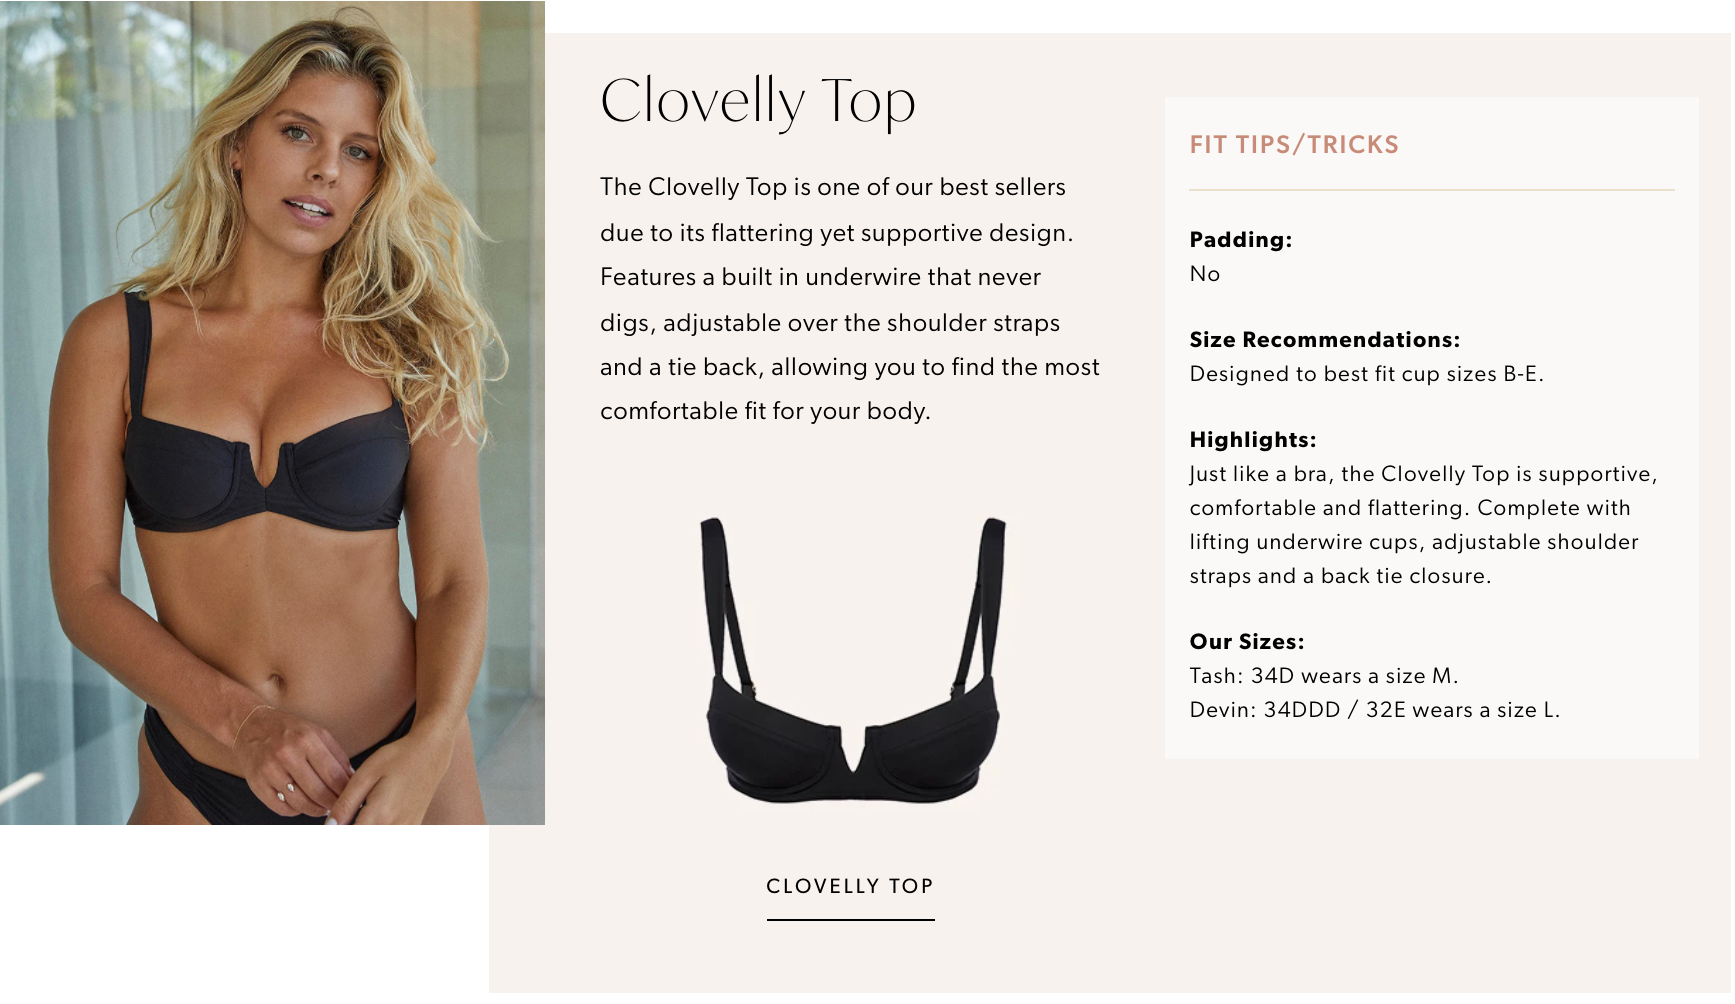 Clovelly Top
The Clovelly Top is one of our best sellers
due to its flattering yet supportive design.
Features a built in underwire that never
digs, adjustable over the shoulder straps
and a tie back, allowing you to find the most
comfortable fit for your body.
CLOVELLY TOP
FIT TIPS/TRICKS
Padding:
No
Size Recommendations:
Designed to best fit cup sizes B-E.
Highlights:
Just like a bra, the Clovelly Top is supportive,
comfortable and flattering. Complete with
lifting underwire cups, adjustable shoulder
straps and a back tie closure.
Our Sizes:
Tash: 34D wears a size M.
Devin: 34DDD / 32E wears a size L.